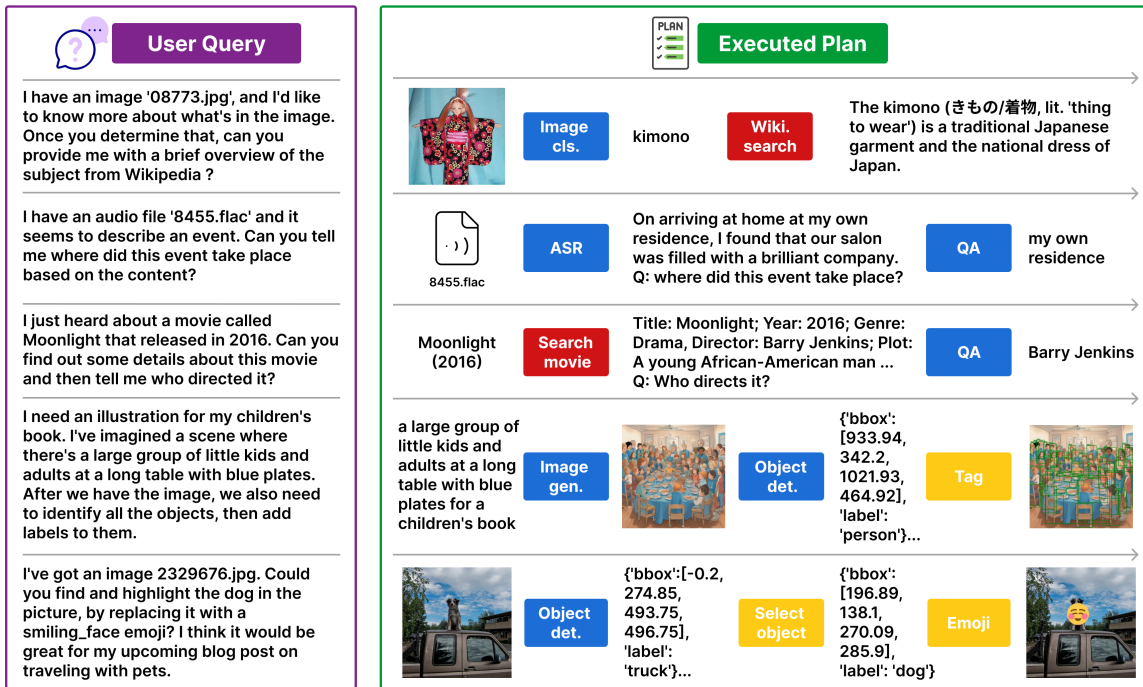 User Query
I have an image '08773.jpg', and I'd like
to know more about what's in the image.
Once you determine that, can you
provide me with a brief overview of the
subject from Wikipedia ?
I have an audio file '8455.flac' and it
seems to describe an event. Can you tell
me where did this event take place
based on the content?
I just heard about a movie called
Moonlight that released in 2016. Can you
find out some details about this movie
and then tell me who directed it?
I need an illustration for my children's
book. I've imagined a scene where
there's a large group of little kids and
adults at a long table with blue plates.
After we have the image, we also need
to identify all the objects, then add
labels to them.
I've got an image 2329676.jpg. Could
you find and highlight the dog in the
picture, by replacing it with a
smiling_face emoji? I think it would be
great for my upcoming blog post on
traveling with pets.
PLAN
Executed Plan
Image
cls.
kimono
Wiki.
search
The kimono (きもの/着物, lit. 'thing
to wear') is a traditional Japanese
garment and the national dress of
Japan.
8455.flac
ASR
On arriving at home at my own
residence, I found that our salon
was filled with a brilliant company.
Q: where did this event take place?
QA
my own
residence
Moonlight
(2016)
Search
movie
Title: Moonlight; Year: 2016; Genre:
Drama, Director: Barry Jenkins; Plot:
A young African-American man ...
Q: Who directs it?
QA
Barry Jenkins
a large group of
little kids and
adults at a long
table with blue
plates for a
children's book
Image
gen.
Object
det.
{'bbox':
[933.94,
342.2,
1021.93,
464.92],
'label':
'person'}...
Tag
Object
det.
{'bbox':[-0.2,
274.85,
493.75,
496.75],
'label':
'truck'}...
Select
object
{'bbox':
[196.89,
138.1,
270.09,
285.9],
'label': 'dog'}
Emoji